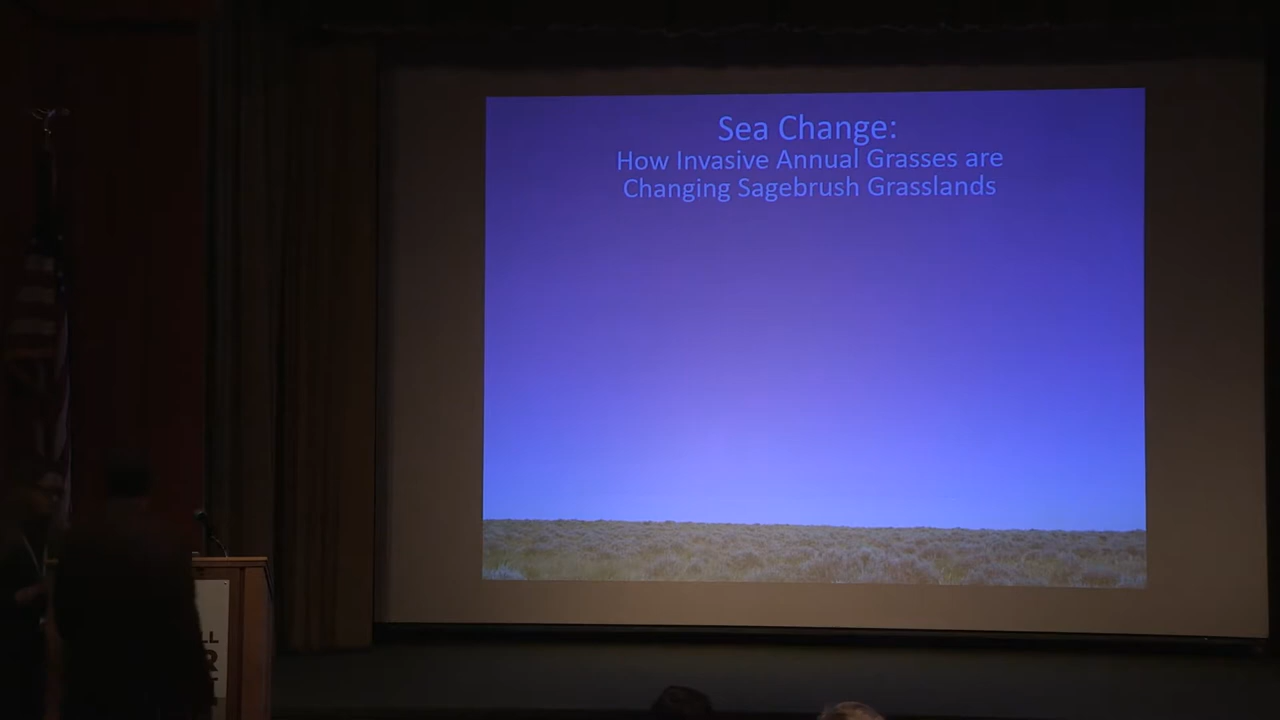 Sea Change:
How Invasive Annual Grasses are
Changing Sagebrush Grasslands